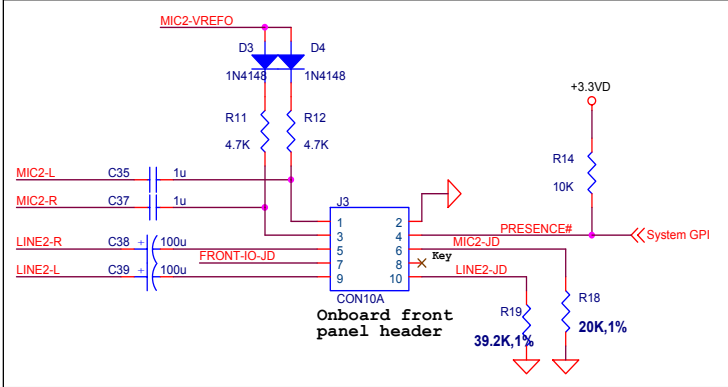 MIC2-VREFO
D3 D4
1N4148 1N4148
+3.3VD
R11 R12
4.7K 4.7K
R14
10K
MIC2-L C35 1u
MIC2-R C37 1u
J3
1 2
3 4 PRESENCE# System GPI
LINE2-R C38 + 100u 5 6 MIC2-JD
FRONT-IO-JD 7 8 Key
LINE2-L C39 + 100u 9 10 LINE2-JD
CON10A
Onboard front
panel header
R19 R18
39.2K,1% 20K,1%